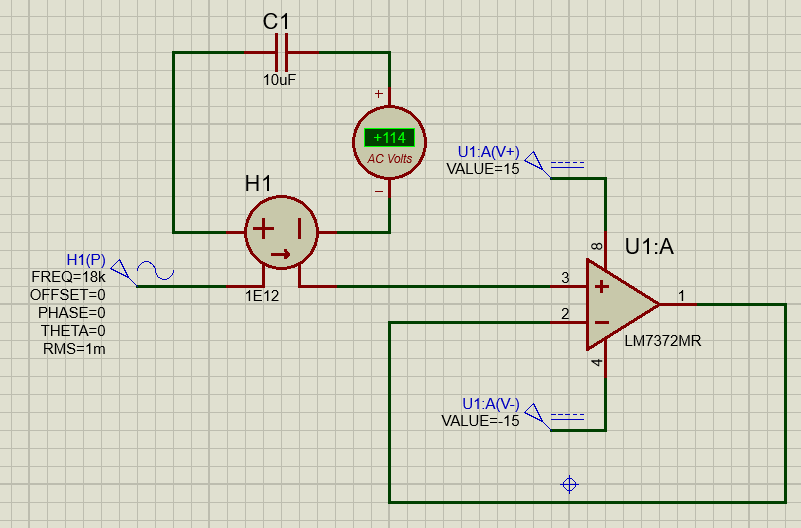 C1
10uF
+
+114
AC Volts
−
H1
1E12
H1(P)
FREQ=18k
OFFSET=0
PHASE=0
THETA=0
RMS=1m
U1:A(V+)
VALUE=15
U1:A
8
3
2
1
4
LM7372MR
U1:A(V-)
VALUE=-15